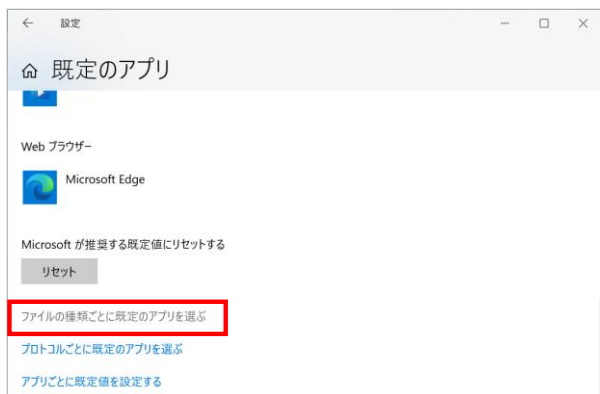 設定
既定のアプリ
Web ブラウザー
Microsoft Edge
Microsoft が推奨する既定値にリセットする
リセット
ファイルの種類ごとに既定のアプリを選ぶ
プロトコルごとに既定のアプリを選ぶ
アプリごとに既定値を設定する